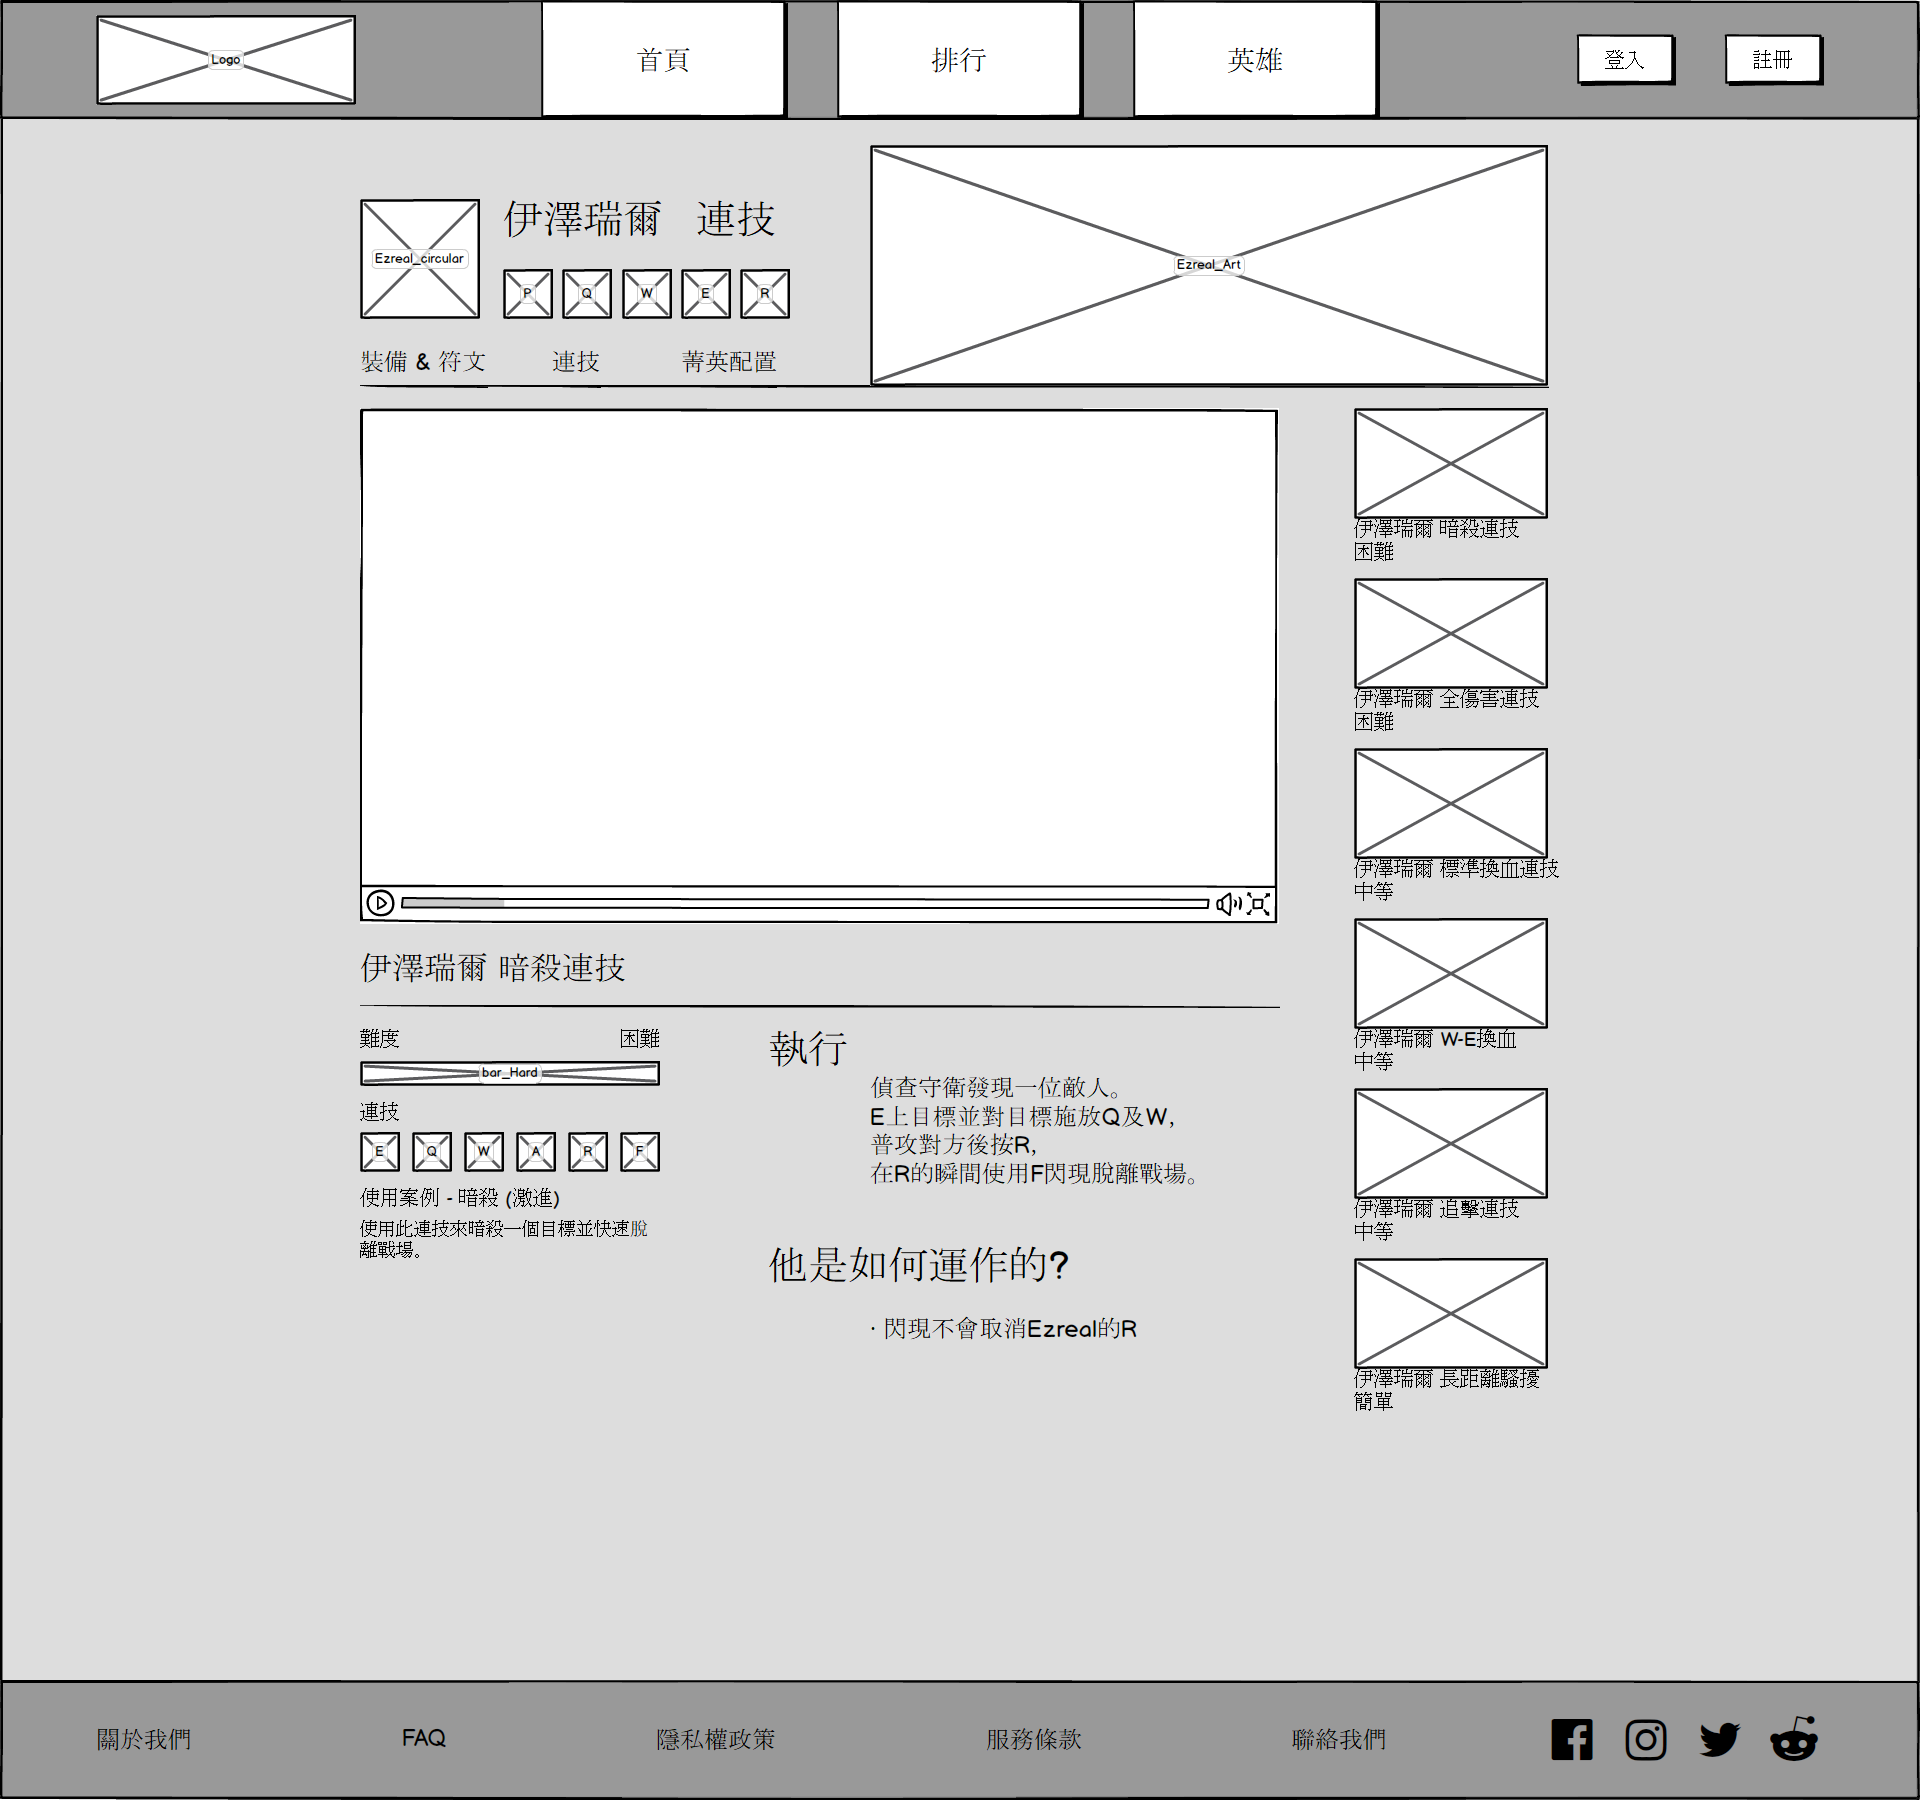 Logo
首頁
排行
英雄
登入
註冊
Ezreal_circular
伊澤瑞爾 連技
P
Q
W
E
R
Ezreal_Art
裝備 & 符文
連技
菁英配置
伊澤瑞爾 暗殺連技
困難
伊澤瑞爾 全傷害連技
困難
伊澤瑞爾 標準換血連技
中等
伊澤瑞爾 W-E換血
中等
伊澤瑞爾 追擊連技
中等
伊澤瑞爾 長距離騷擾
簡單
伊澤瑞爾 暗殺連技
難度
困難
bar_Hard
連技
E
Q
W
A
R
F
使用案例 - 暗殺 (激進)
使用此連技來暗殺一個目標並快速脫
離戰場。
執行
偵查守衛發現一位敵人。
E上目標並對目標施放Q及W,
普攻對方後按R,
在R的瞬間使用F閃現脫離戰場。
他是如何運作的?
· 閃現不會取消Ezreal的R
關於我們
FAQ
隱私權政策
服務條款
聯絡我們